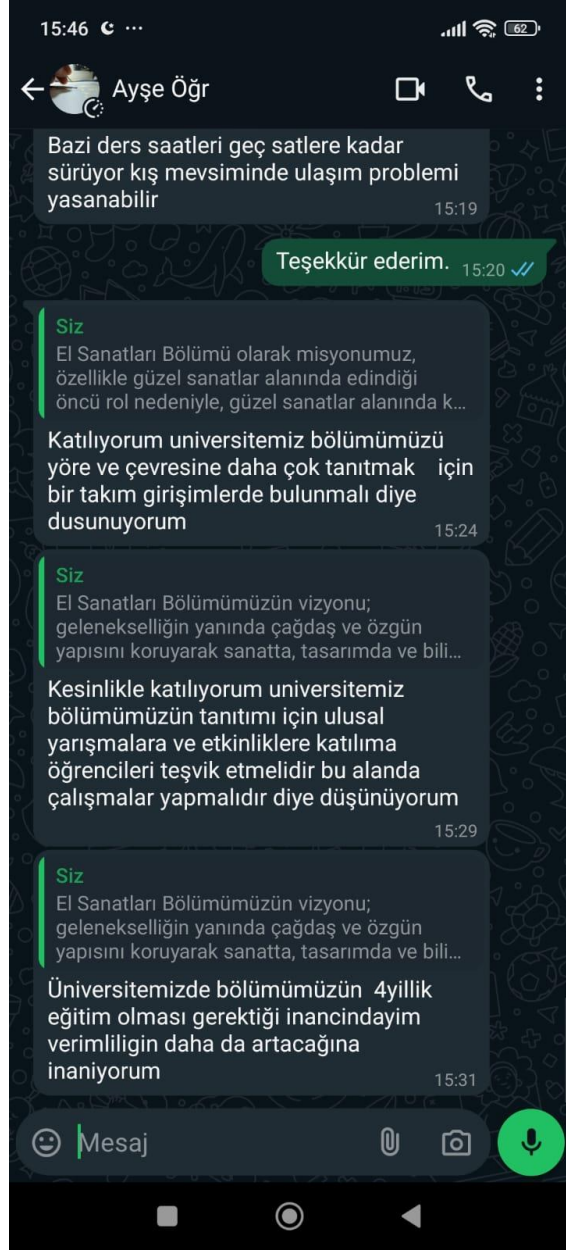 15:46
62
Ayşe Öğr
Bazi ders saatleri geç satlere kadar
sürüyor kış mevsiminde ulaşım problemi
yasanabilir
15:19
Teşekkür ederim.
15:20
Siz
El Sanatları Bölümü olarak misyonumuz,
özellikle güzel sanatlar alanında edindiği
öncü rol nedeniyle, güzel sanatlar alanında k...
Katılıyorum universitemiz bölümümüzü
yöre ve çevresine daha çok tanıtmak için
bir takım girişimlerde bulunmalı diye
dusunuyorum
15:24
Siz
El Sanatları Bölümümüzün vizyonu;
gelenekselliğin yanında çağdaş ve özgün
yapısını koruyarak sanatta, tasarımda ve bili...
Kesinlikle katılıyorum universitemiz
bölümümüzün tanıtımı için ulusal
yarışmalara ve etkinliklere katılıma
öğrencileri teşvik etmelidir bu alanda
çalışmalar yapmalıdır diye düşünüyorum
15:29
Siz
El Sanatları Bölümümüzün vizyonu;
gelenekselliğin yanında çağdaş ve özgün
yapısını koruyarak sanatta, tasarımda ve bili...
Üniversitemizde bölümümüzün 4yillik
eğitim olması gerektiği inancindayim
verimliligin daha da artacağına
inaniyorum
15:31
Mesaj